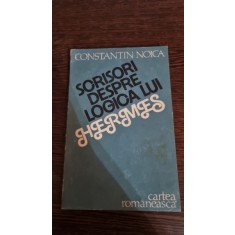 CONSTANTIN NOICA
SCRISORI
DESPRE
LOGICA LUI
HERMES
cartea
românească